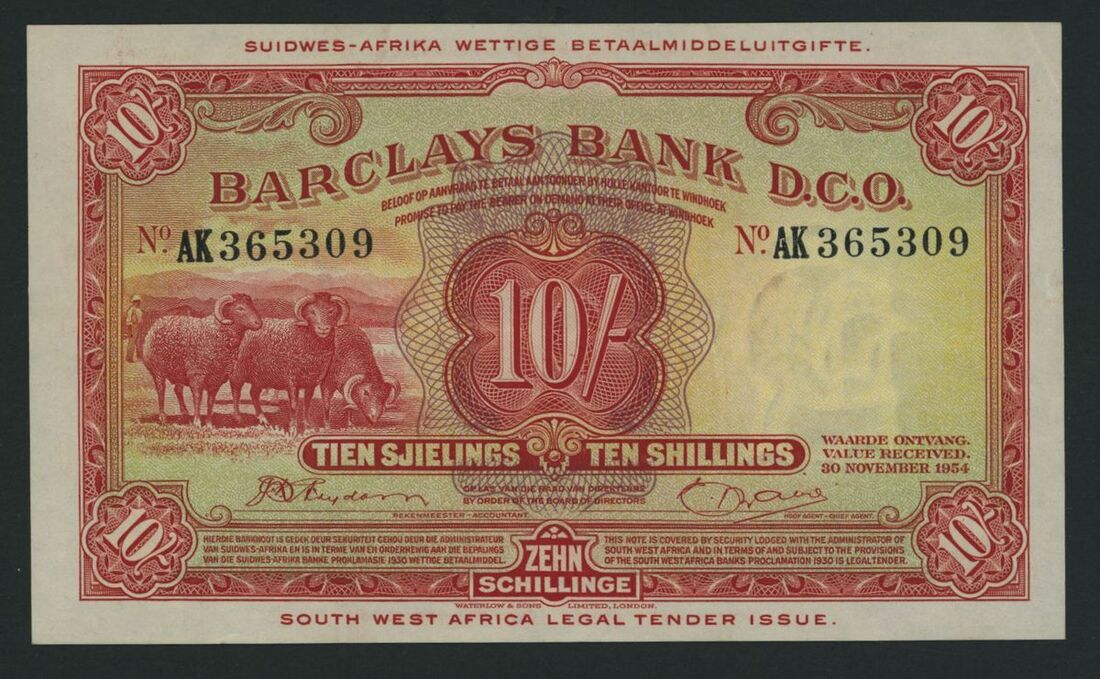 SUIDWES-AFRIKA WETTIGE BETAALMIDDELUITGIFTE.
10/- 10/-
BARCLAYS BANK D.C.O.
BELOOF OP AANVRAAG TE BETAAL AAN TOONDER BY HULLE KANTOOR TE WINDHOEK
PROMISE TO PAY THE BEARER ON DEMAND AT THEIR OFFICE AT WINDHOEK
Nº AK 365309 Nº AK 365309
10/-
TIEN SJIELINGS TEN SHILLINGS
WAARDE ONTVANG.
VALUE RECEIVED.
30 NOVEMBER 1954
OP LAS VAN DIE RAAD VAN DIREKTEURE
BY ORDER OF THE BOARD OF DIRECTORS
REKENMEESTER - ACCOUNTANT. HOOF AGENT - CHIEF AGENT.
10/- 10/-
HIERDIE BANKNOOT IS GEDEK DEUR SEKURITEIT GEHOU DEUR DIE ADMINISTRATEUR
VAN SUIDWES-AFRIKA EN IS IN TERME VAN EN ONDERHEWIG AAN DIE BEPALINGS
VAN DIE SUIDWES-AFRIKA BANKE PROKLAMASIE 1930 WETTIGE BETAALMIDDEL.
ZEHN
SCHILLINGE
THIS NOTE IS COVERED BY SECURITY LODGED WITH THE ADMINISTRATOR OF
SOUTH WEST AFRICA AND IN TERMS OF AND SUBJECT TO THE PROVISIONS
OF THE SOUTH WEST AFRICA BANKS PROCLAMATION 1930 IS LEGAL TENDER.
WATERLOW & SONS LIMITED, LONDON.
SOUTH WEST AFRICA LEGAL TENDER ISSUE.